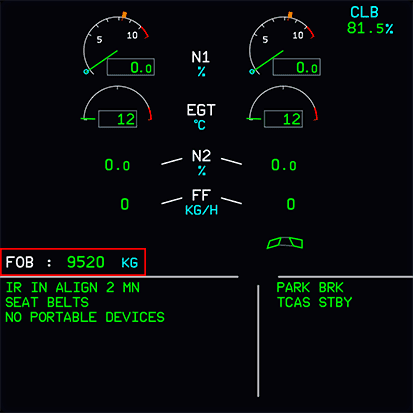 CLB
81.5%
5 10 N1 5 10
0.0 % 0.0
EGT
12 °C 12
N2
0.0 % 0.0
FF
0 KG/H 0
FOB : 9520 KG
IR IN ALIGN 2 MN
SEAT BELTS
NO PORTABLE DEVICES
PARK BRK
TCAS STBY